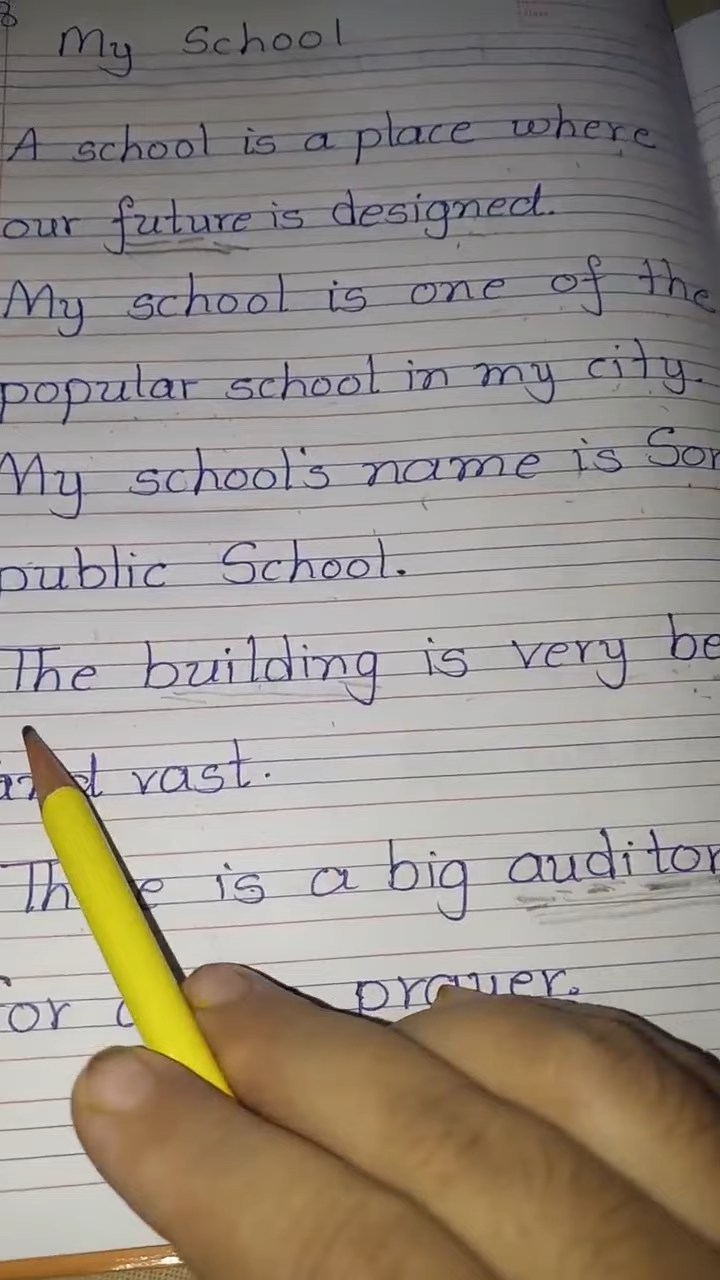 My School
A school is a place where
our future is designed.
My school is one of the
popular school in my city.
My school's name is
public School.
The building is very
vast.
is a big
prayer.